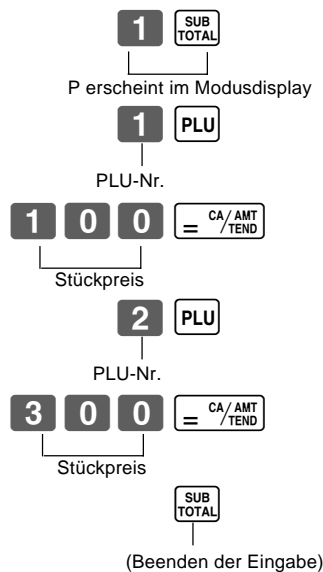 1 SUB TOTAL
P erscheint im Modusdisplay
1 PLU
PLU-Nr.
1 0 0 = CA/AMT TEND
Stückpreis
2 PLU
PLU-Nr.
3 0 0 = CA/AMT TEND
Stückpreis
SUB TOTAL
(Beenden der Eingabe)